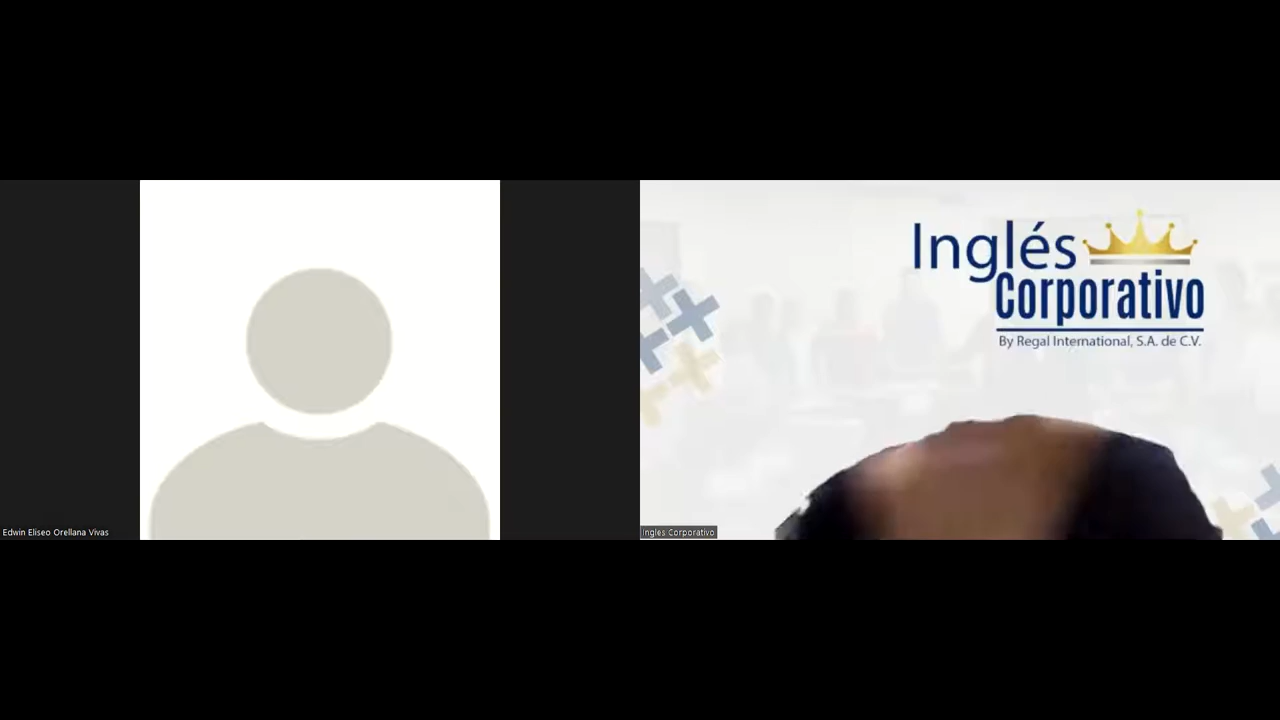 Inglés
Corporativo
By Regal International, S.A. de C.V.
Edwin Eliseo Orellana Vivas
Ingles Corporativo